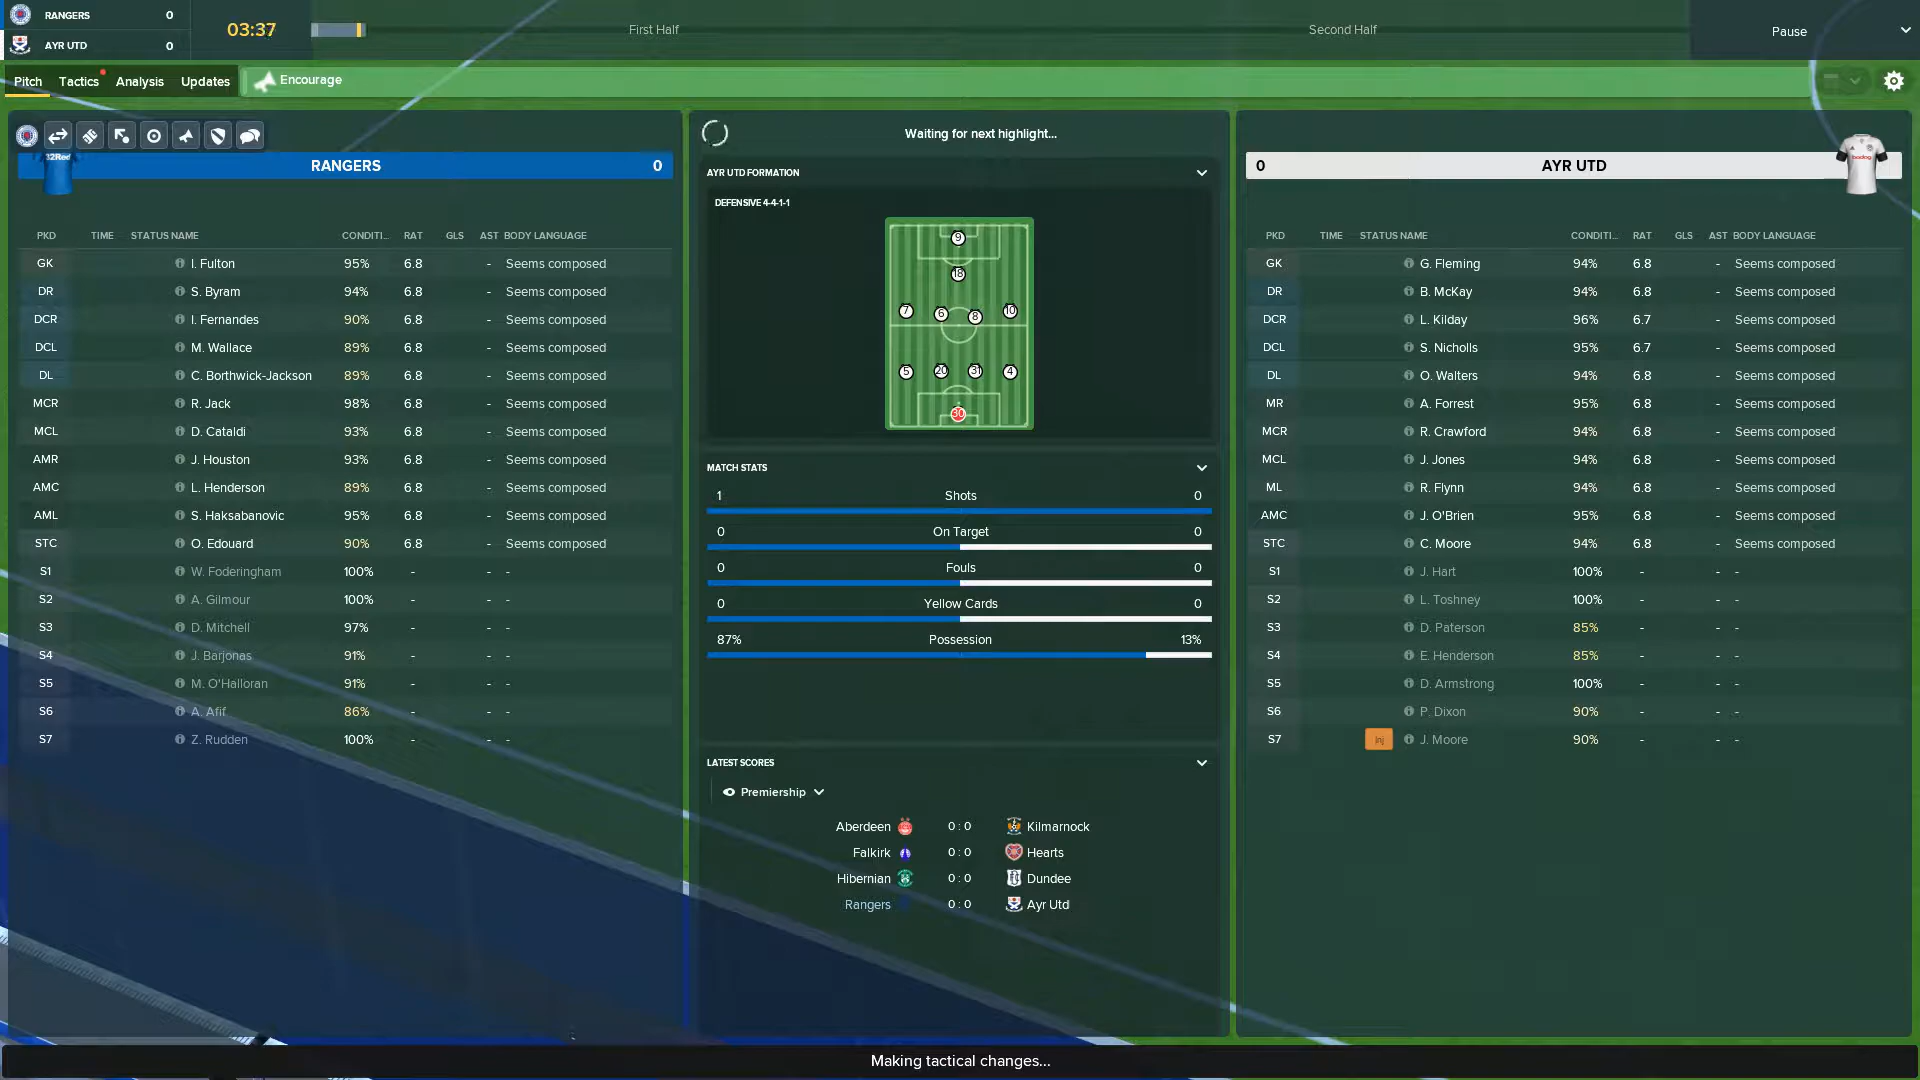 RANGERS 0
AYR UTD 0
03:37
First Half
Second Half
Pause
Pitch Tactics Analysis Updates
Encourage
RANGERS 0
PKD TIME STATUS NAME CONDITI... RAT GLS AST BODY LANGUAGE
GK I. Fulton 95% 6.8 - Seems composed
DR S. Byram 94% 6.8 - Seems composed
DCR I. Fernandes 90% 6.8 - Seems composed
DCL M. Wallace 89% 6.8 - Seems composed
DL C. Borthwick-Jackson 89% 6.8 - Seems composed
MCR R. Jack 98% 6.8 - Seems composed
MCL D. Cataldi 93% 6.8 - Seems composed
AMR J. Houston 93% 6.8 - Seems composed
AMC L. Henderson 89% 6.8 - Seems composed
AML S. Haksabanovic 95% 6.8 - Seems composed
STC O. Edouard 90% 6.8 - Seems composed
S1 W. Foderingham 100% - - -
S2 A. Gilmour 100% - - -
S3 D. Mitchell 97% - - -
S4 J. Barjonas 91% - - -
S5 M. O'Halloran 91% - - -
S6 A. Afif 86% - - -
S7 Z. Rudden 100% - - -
Waiting for next highlight...
AYR UTD FORMATION
DEFENSIVE 4-4-1-1
9
18
7 6 8 10
5 20 31 4
30
MATCH STATS
1 Shots 0
0 On Target 0
0 Fouls 0
0 Yellow Cards 0
87% Possession 13%
LATEST SCORES
Premiership
Aberdeen 0 : 0 Kilmarnock
Falkirk 0 : 0 Hearts
Hibernian 0 : 0 Dundee
Rangers 0 : 0 Ayr Utd
0 AYR UTD
PKD TIME STATUS NAME CONDITI... RAT GLS AST BODY LANGUAGE
GK G. Fleming 94% 6.8 - Seems composed
DR B. McKay 94% 6.8 - Seems composed
DCR L. Kilday 96% 6.7 - Seems composed
DCL S. Nicholls 95% 6.7 - Seems composed
DL O. Walters 94% 6.8 - Seems composed
MR A. Forrest 95% 6.8 - Seems composed
MCR R. Crawford 94% 6.8 - Seems composed
MCL J. Jones 94% 6.8 - Seems composed
ML R. Flynn 94% 6.8 - Seems composed
AMC J. O'Brien 95% 6.8 - Seems composed
STC C. Moore 94% 6.8 - Seems composed
S1 J. Hart 100% - - -
S2 L. Toshney 100% - - -
S3 D. Paterson 85% - - -
S4 E. Henderson 85% - - -
S5 D. Armstrong 100% - - -
S6 P. Dixon 90% - - -
S7 Inj J. Moore 90% - - -
Making tactical changes...